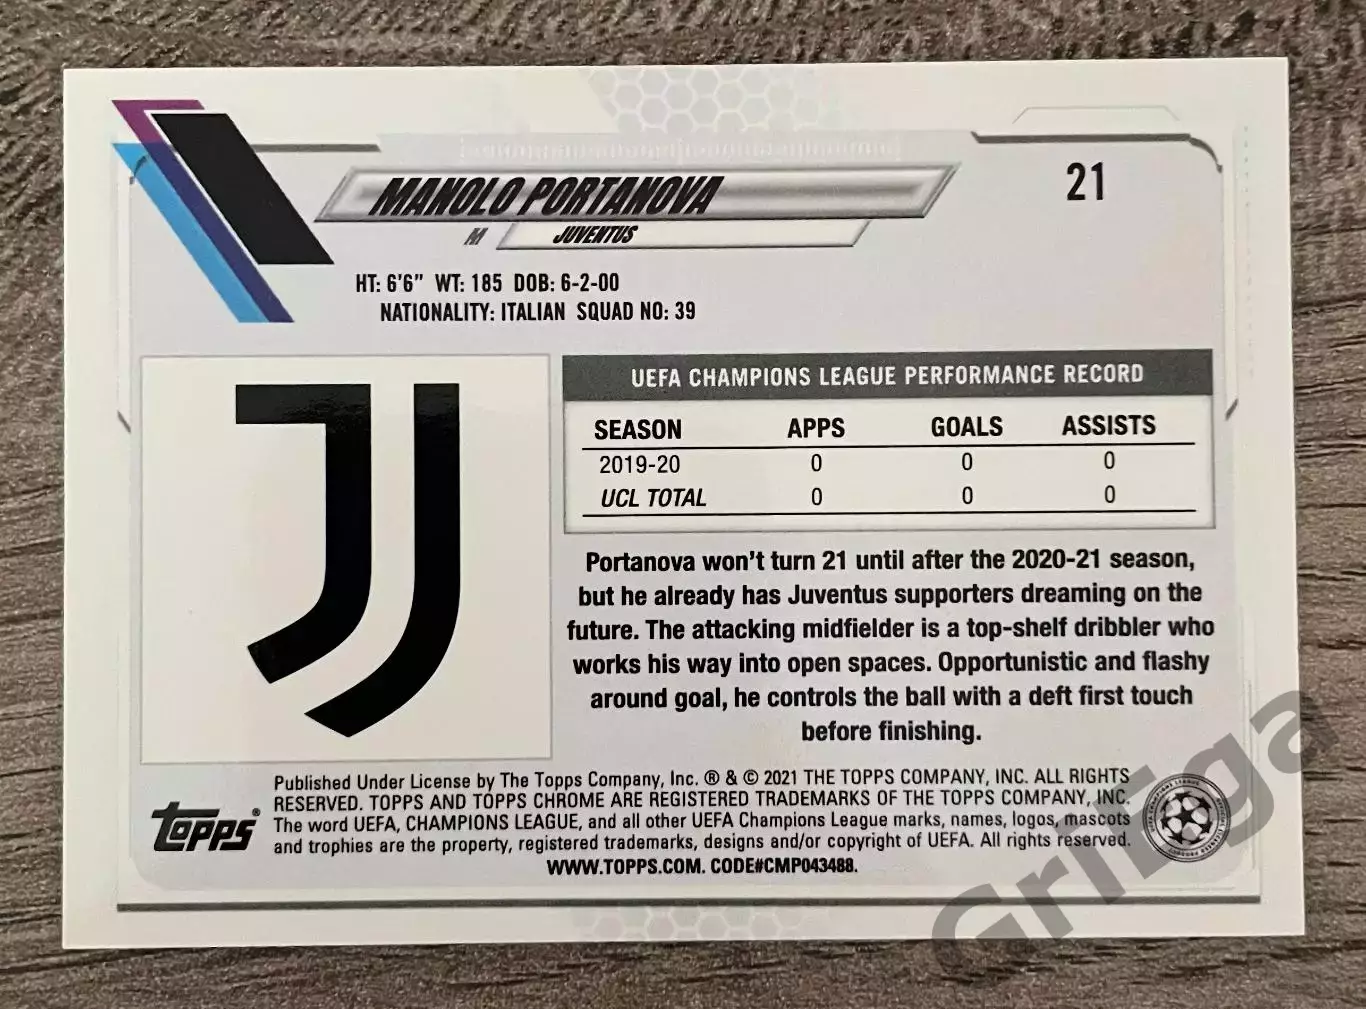 MANOLO PORTANOVA
21
M JUVENTUS
HT: 6'6" WT: 185 DOB: 6-2-00
NATIONALITY: ITALIAN SQUAD NO: 39
UEFA CHAMPIONS LEAGUE PERFORMANCE RECORD
SEASON APPS GOALS ASSISTS
2019-20 0 0 0
UCL TOTAL 0 0 0
Portanova won't turn 21 until after the 2020-21 season,
but he already has Juventus supporters dreaming on the
future. The attacking midfielder is a top-shelf dribbler who
works his way into open spaces. Opportunistic and flashy
around goal, he controls the ball with a deft first touch
before finishing.
Topps®
Published Under License by The Topps Company, Inc. ® & © 2021 THE TOPPS COMPANY, INC. ALL RIGHTS
RESERVED. TOPPS AND TOPPS CHROME ARE REGISTERED TRADEMARKS OF THE TOPPS COMPANY, INC.
The word UEFA, CHAMPIONS LEAGUE, and all other UEFA Champions League marks, names, logos, mascots
and trophies are the property, registered trademarks, designs and/or copyright of UEFA. All rights reserved.
WWW.TOPPS.COM. CODE#CMP043488.
GriEga